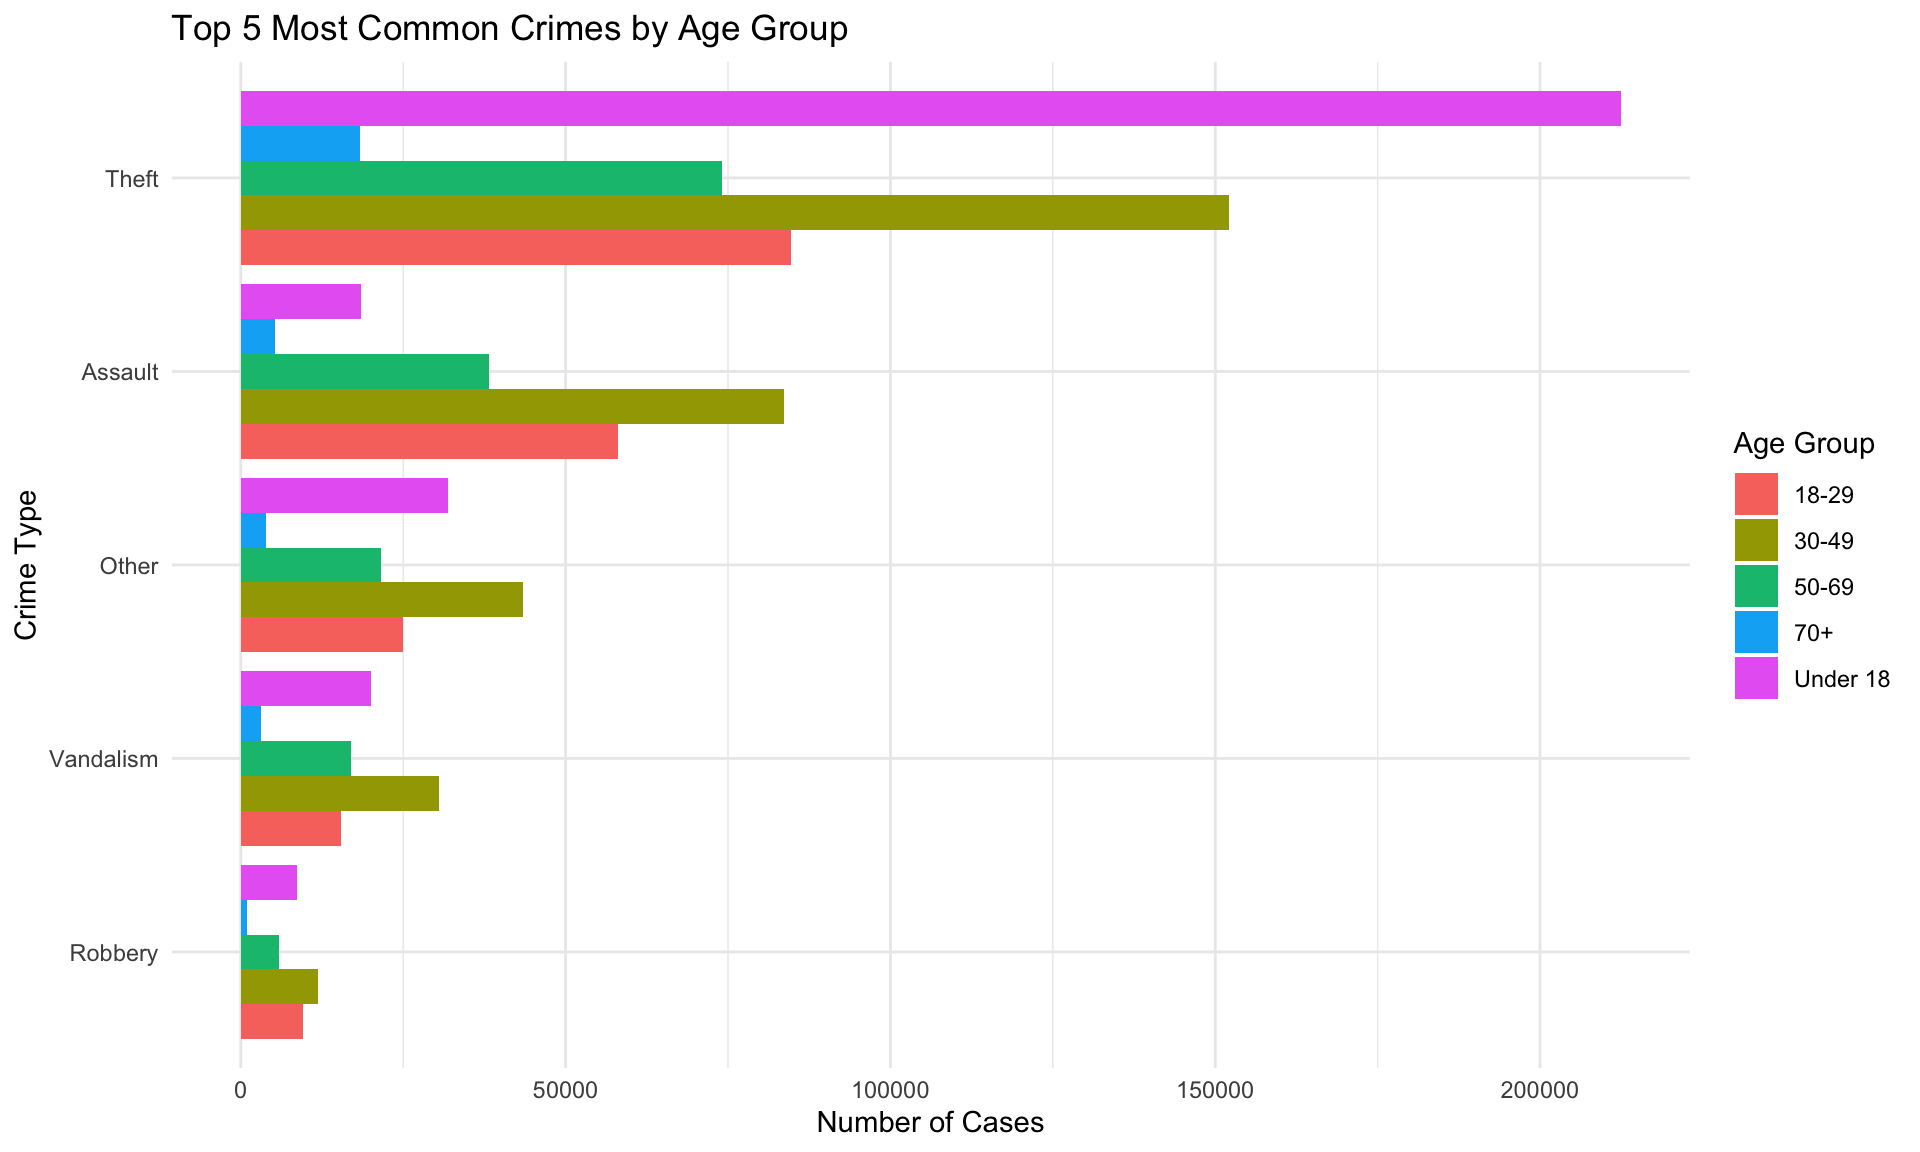 Top 5 Most Common Crimes by Age Group
Crime Type
Theft
Assault
Other
Vandalism
Robbery
0
50000
100000
150000
200000
Number of Cases
Age Group
18-29
30-49
50-69
70+
Under 18